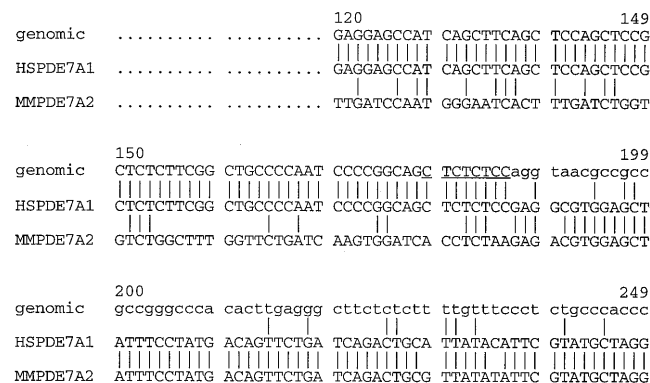 120 149
genomic .......... .......... GAGGAGCCAT CAGCTTCAGC TCCAGCTCCG
HSPDE7A1 .......... .......... GAGGAGCCAT CAGCTTCAGC TCCAGCTCCG
MMPDE7A2 .......... .......... TTGATCCAAT GGGAATCACT TTGATCTGGT
150 199
genomic CTCTCTTCGG CTGCCCCAAT CCCCGGCAGC TCTCTCCagg taacgccgcc
HSPDE7A1 CTCTCTTCGG CTGCCCCAAT CCCCGGCAGC TCTCTCCGAG GCGTGGAGCT
MMPDE7A2 GTCTGGCTTT GGTTCTGATC AAGTGGATCA CCTCTAAGAG ACGTGGAGCT
200 249
genomic gccgggccca cacttgaggg cttctctctt ttgtttccct ctgcccaccc
HSPDE7A1 ATTTCCTATG ACAGTTCTGA TCAGACTGCA TTATACATTC GTATGCTAGG
MMPDE7A2 ATTTCCTATG ACAGTTCTGA TCAGACTGCG TTATATATTC GTATGCTAGG